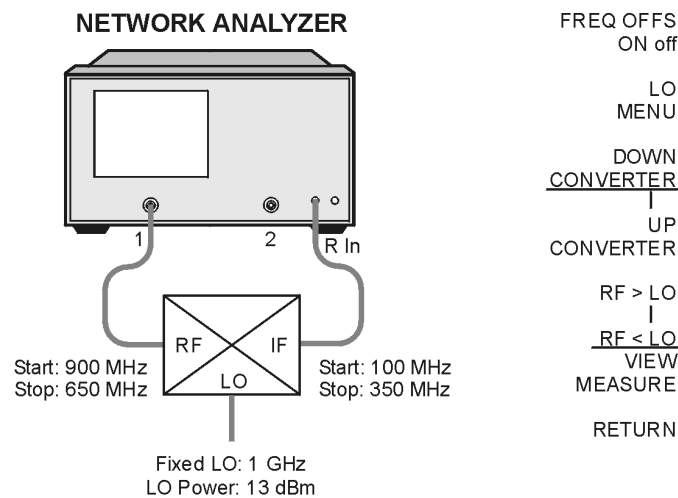 NETWORK ANALYZER
1
2
R In
RF
IF
LO
Start: 900 MHz
Stop: 650 MHz
Start: 100 MHz
Stop: 350 MHz
Fixed LO: 1 GHz
LO Power: 13 dBm
FREQ OFFS
ON off
LO
MENU
DOWN
CONVERTER
UP
CONVERTER
RF > LO
RF < LO
VIEW
MEASURE
RETURN